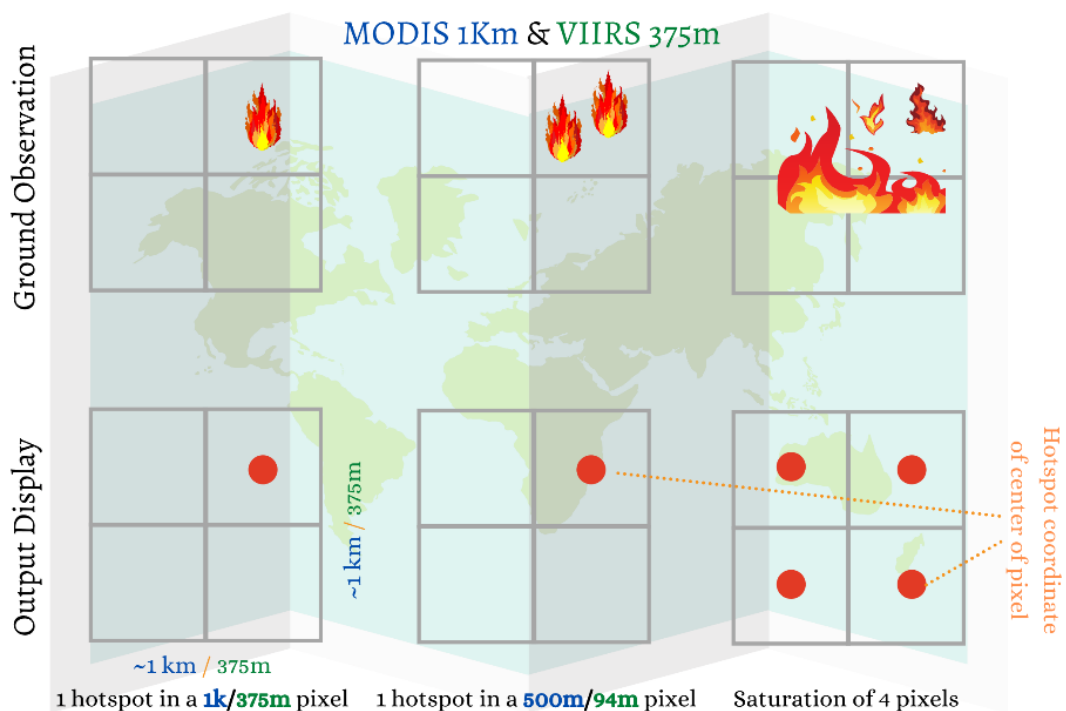 MODIS 1Km & VIIRS 375m
Ground Observation
Output Display
~1 km / 375m
Hotspot coordinate
of center of pixel
~1 km / 375m
1 hotspot in a 1k/375m pixel
1 hotspot in a 500m/94m pixel
Saturation of 4 pixels